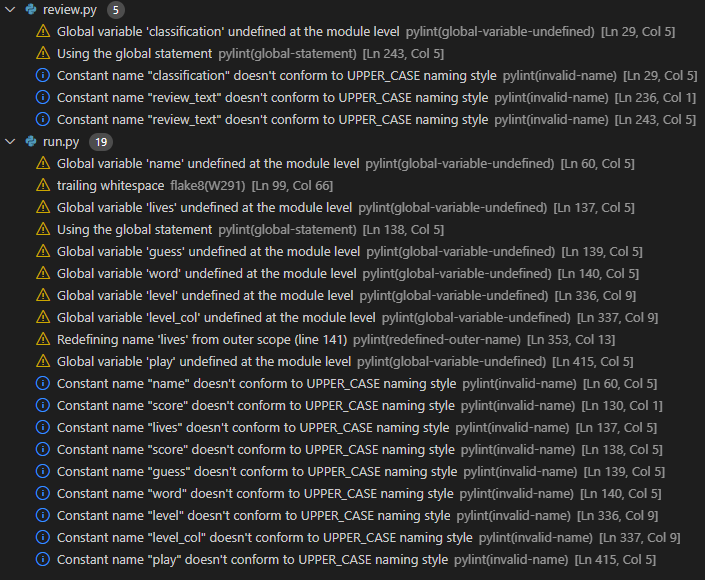 review.py 5
Global variable 'classification' undefined at the module level pylint(global-variable-undefined) [Ln 29, Col 5]
Using the global statement pylint(global-statement) [Ln 243, Col 5]
Constant name "classification" doesn't conform to UPPER_CASE naming style pylint(invalid-name) [Ln 29, Col 5]
Constant name "review_text" doesn't conform to UPPER_CASE naming style pylint(invalid-name) [Ln 236, Col 1]
Constant name "review_text" doesn't conform to UPPER_CASE naming style pylint(invalid-name) [Ln 243, Col 5]
run.py 19
Global variable 'name' undefined at the module level pylint(global-variable-undefined) [Ln 60, Col 5]
trailing whitespace flake8(W291) [Ln 99, Col 66]
Global variable 'lives' undefined at the module level pylint(global-variable-undefined) [Ln 137, Col 5]
Using the global statement pylint(global-statement) [Ln 138, Col 5]
Global variable 'guess' undefined at the module level pylint(global-variable-undefined) [Ln 139, Col 5]
Global variable 'word' undefined at the module level pylint(global-variable-undefined) [Ln 140, Col 5]
Global variable 'level' undefined at the module level pylint(global-variable-undefined) [Ln 336, Col 9]
Global variable 'level_col' undefined at the module level pylint(global-variable-undefined) [Ln 337, Col 9]
Redefining name 'lives' from outer scope (line 141) pylint(redefined-outer-name) [Ln 353, Col 13]
Global variable 'play' undefined at the module level pylint(global-variable-undefined) [Ln 415, Col 5]
Constant name "name" doesn't conform to UPPER_CASE naming style pylint(invalid-name) [Ln 60, Col 5]
Constant name "score" doesn't conform to UPPER_CASE naming style pylint(invalid-name) [Ln 130, Col 1]
Constant name "lives" doesn't conform to UPPER_CASE naming style pylint(invalid-name) [Ln 137, Col 5]
Constant name "score" doesn't conform to UPPER_CASE naming style pylint(invalid-name) [Ln 138, Col 5]
Constant name "guess" doesn't conform to UPPER_CASE naming style pylint(invalid-name) [Ln 139, Col 5]
Constant name "word" doesn't conform to UPPER_CASE naming style pylint(invalid-name) [Ln 140, Col 5]
Constant name "level" doesn't conform to UPPER_CASE naming style pylint(invalid-name) [Ln 336, Col 9]
Constant name "level_col" doesn't conform to UPPER_CASE naming style pylint(invalid-name) [Ln 337, Col 9]
Constant name "play" doesn't conform to UPPER_CASE naming style pylint(invalid-name) [Ln 415, Col 5]